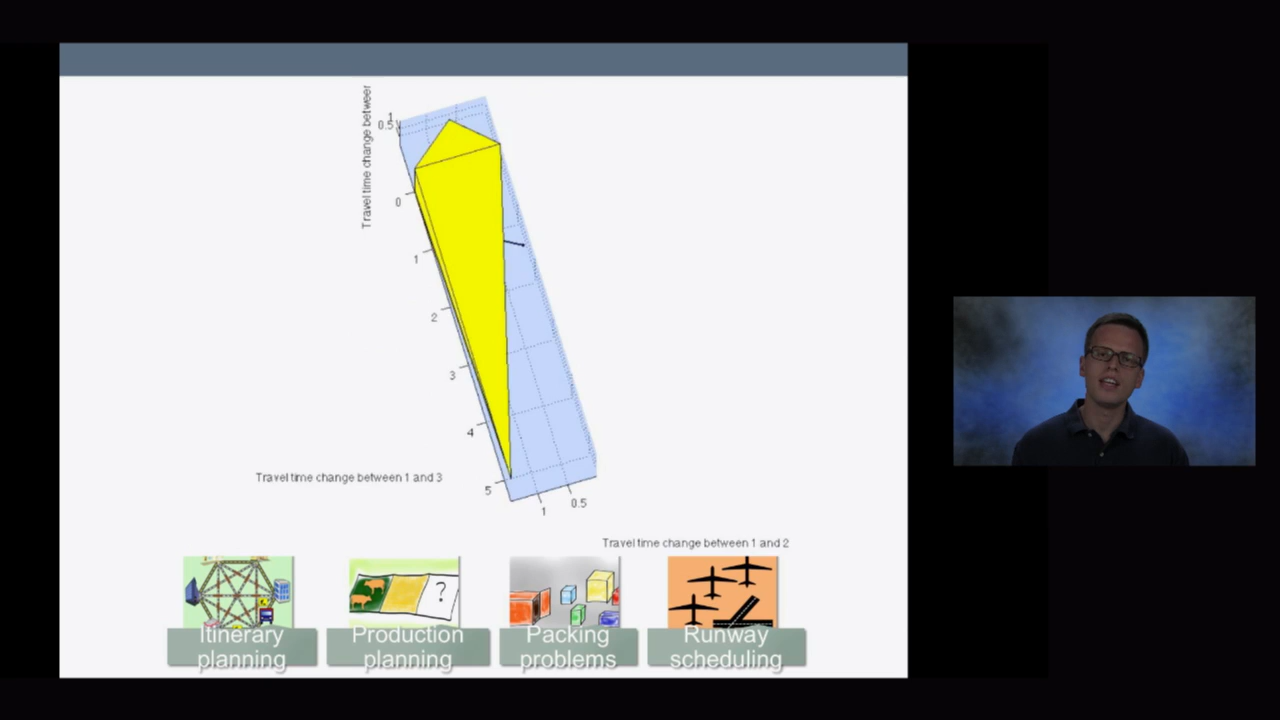 Travel time change between
1
0.5
0
1
2
3
4
5
1
0.5
Travel time change between 1 and 3
Travel time change between 1 and 2
?
Itinerary
planning
Production
planning
Packing
problems
Runway
scheduling